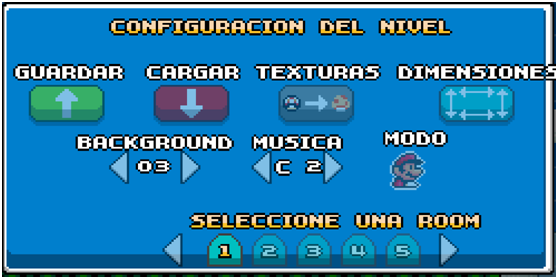 CONFIGURACION DEL NIVEL
GUARDAR CARGAR TEXTURAS DIMENSIONES
BACKGROUND MUSICA MODO
03 C 2
SELECCIONE UNA ROOM
1 2 3 4 5